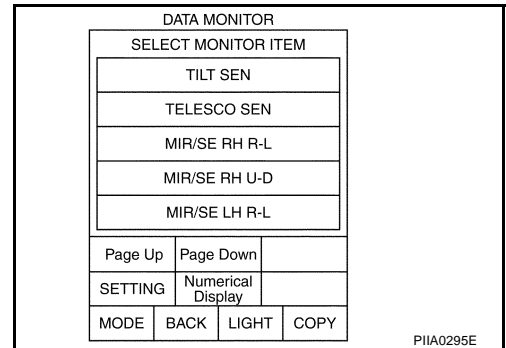 DATA MONITOR
SELECT MONITOR ITEM
TILT SEN
TELESCO SEN
MIR/SE RH R-L
MIR/SE RH U-D
MIR/SE LH R-L
Page Up Page Down
SETTING Numerical
Display
MODE BACK LIGHT COPY
PIIA0295E